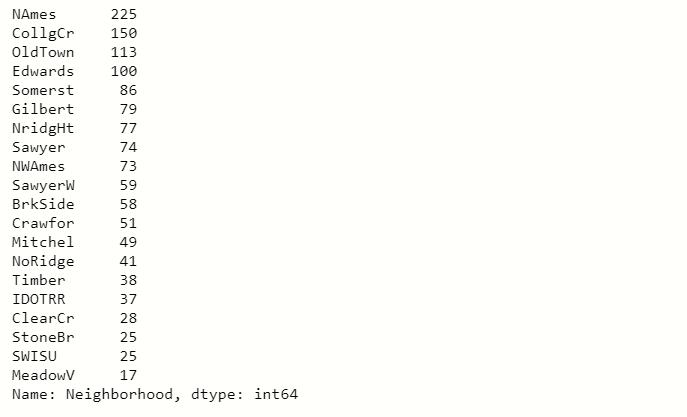 NAmes      225
CollgCr    150
OldTown    113
Edwards    100
Somerst     86
Gilbert     79
NridgHt     77
Sawyer      74
NWAmes      73
SawyerW     59
BrkSide     58
Crawfor     51
Mitchel     49
NoRidge     41
Timber      38
IDOTRR      37
ClearCr     28
StoneBr     25
SWISU       25
MeadowV     17
Name: Neighborhood, dtype: int64